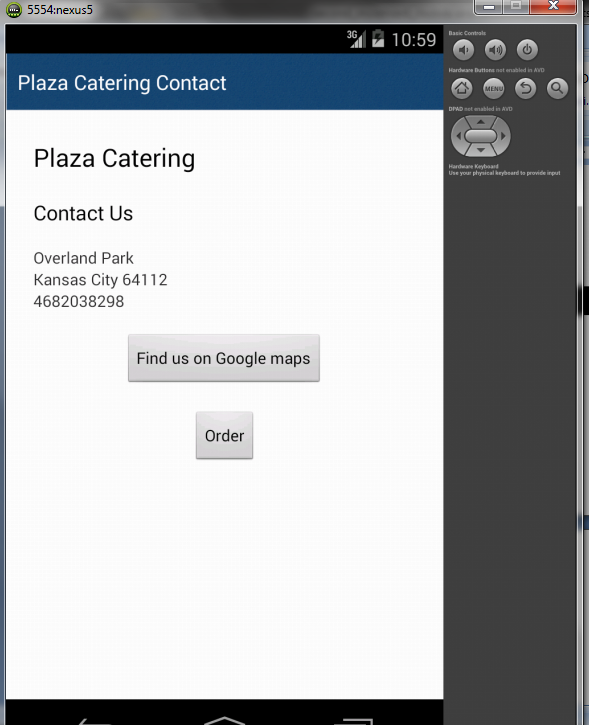 5554:nexus5
3G 10:59
Plaza Catering Contact
Plaza Catering
Contact Us
Overland Park
Kansas City 64112
4682038298
Find us on Google maps
Order
Basic Controls
Hardware Buttons not enabled in AVD
MENU
DPAD not enabled in AVD
Hardware Keyboard
Use your physical keyboard to provide input